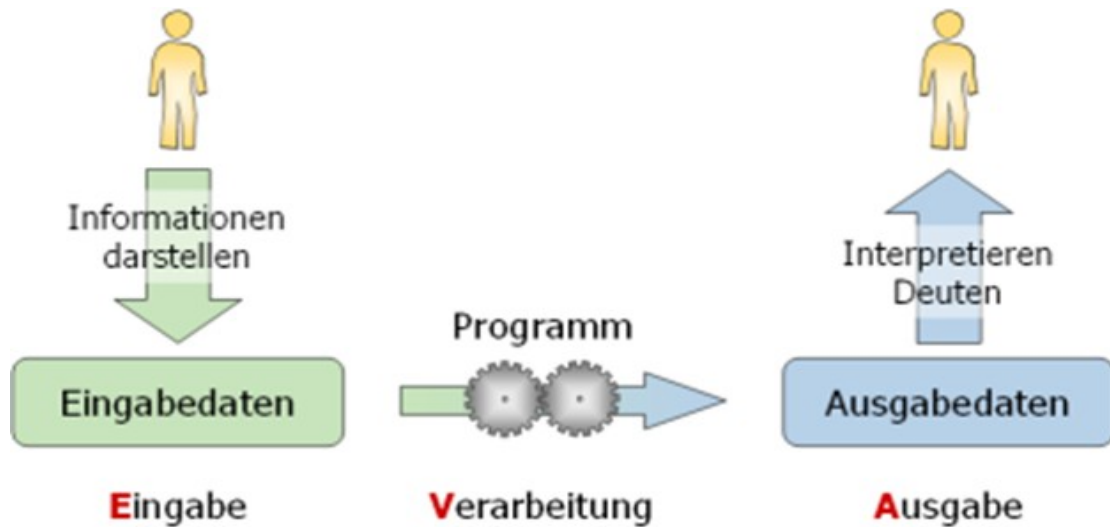 Informationen
darstellen
Interpretieren
Deuten
Programm
Eingabedaten
Ausgabedaten
Eingabe
Verarbeitung
Ausgabe